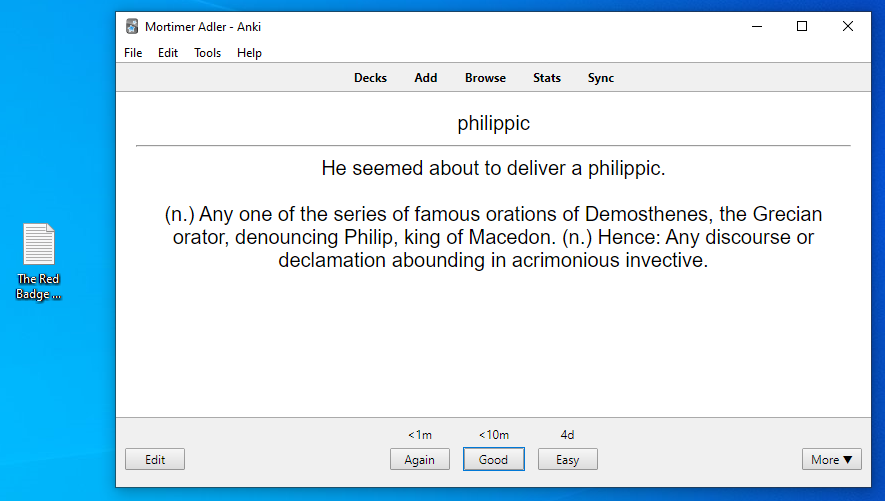 Mortimer Adler - Anki
File Edit Tools Help
Decks Add Browse Stats Sync
philippic
He seemed about to deliver a philippic.
(n.) Any one of the series of famous orations of Demosthenes, the Grecian
orator, denouncing Philip, king of Macedon. (n.) Hence: Any discourse or
declamation abounding in acrimonious invective.
The Red
Badge ...
<1m <10m 4d
Edit Again Good Easy More ▼